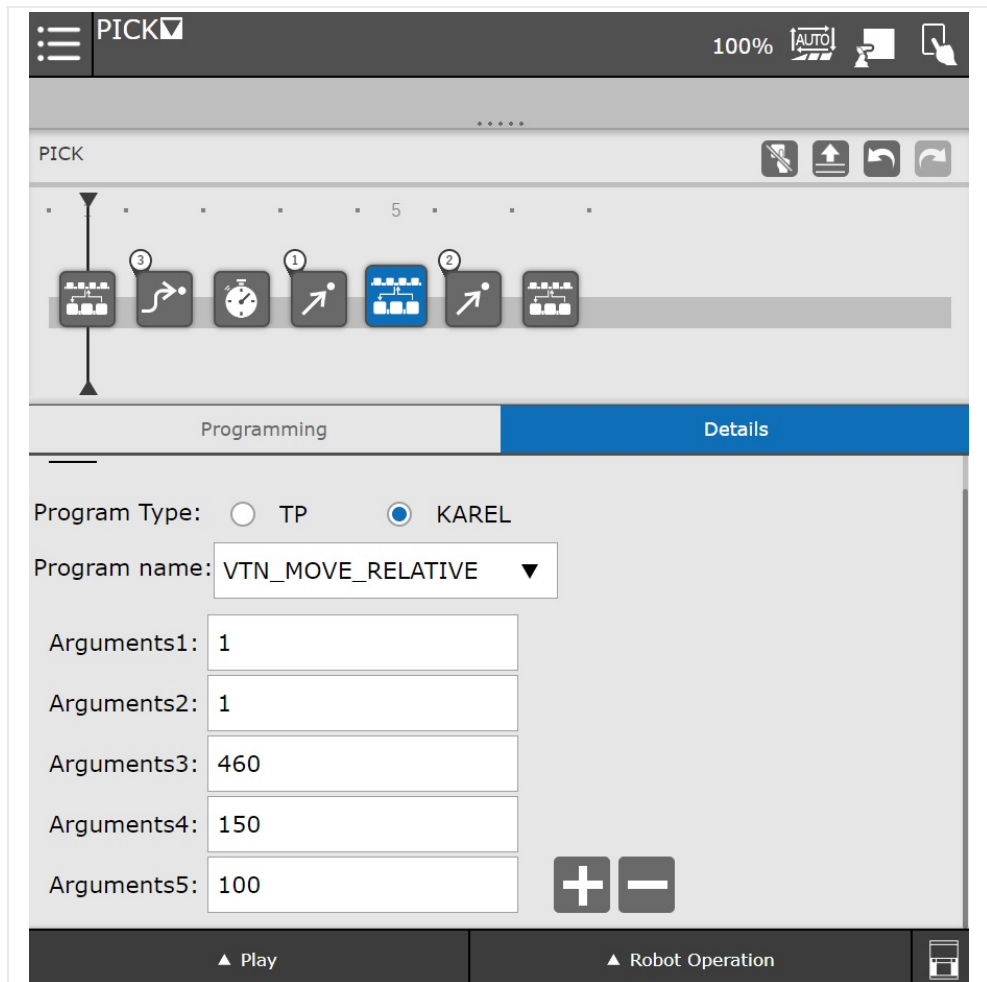 PICK
100% AUTO
PICK
5
3 1 2
Programming Details
Program Type: TP KAREL
Program name: VTN_MOVE_RELATIVE
Arguments1: 1
Arguments2: 1
Arguments3: 460
Arguments4: 150
Arguments5: 100
Play Robot Operation